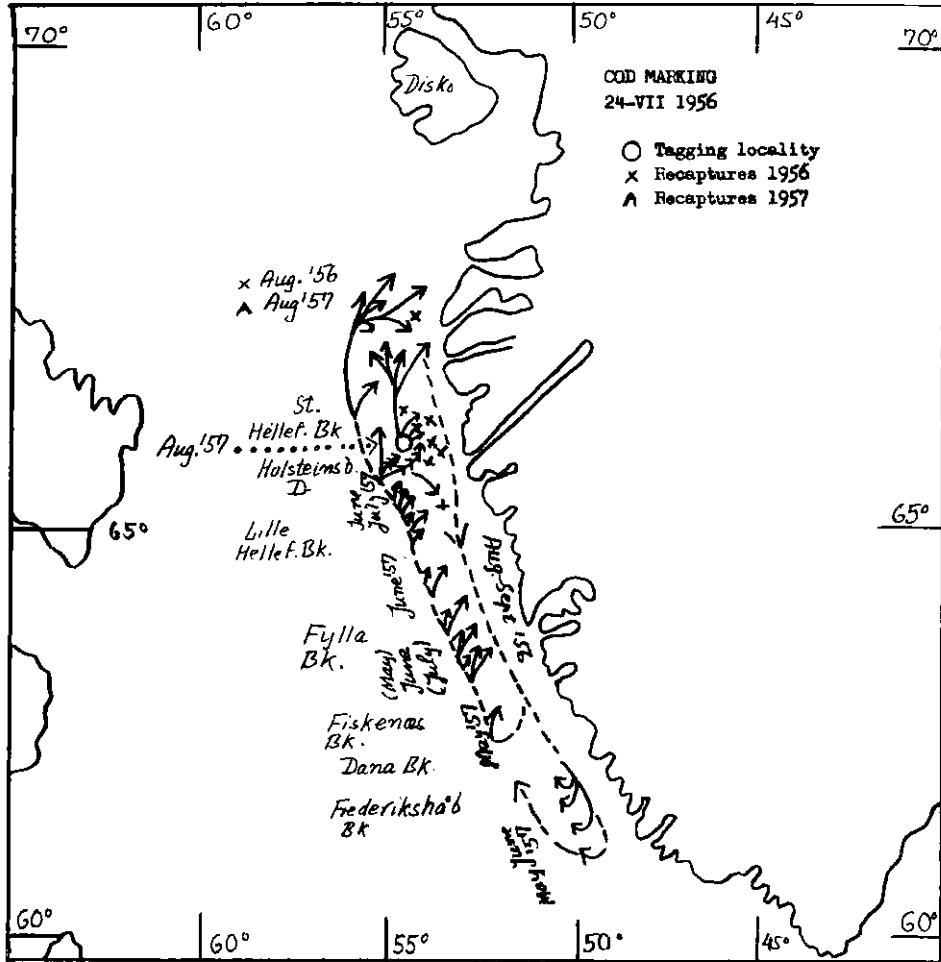 60° 55° 50° 45°
70° 70°
Disko
COD MARKING
24-VII 1956
Tagging locality
Recaptures 1956
Recaptures 1957
Aug.'56
Aug'57
St.
Hellef. Bk
Aug.'57
Holsteinsb.
D.
June
July '57
65° 65°
Lille
Hellef. Bk.
June '57
Aug.-Sept '56
Fylla
Bk.
(May)
June
(July)
May '57
Fiskenæs
Bk.
Dana Bk.
Frederikshåb
Bk
May '57
June
60° 60°
60° 55° 50° 45°